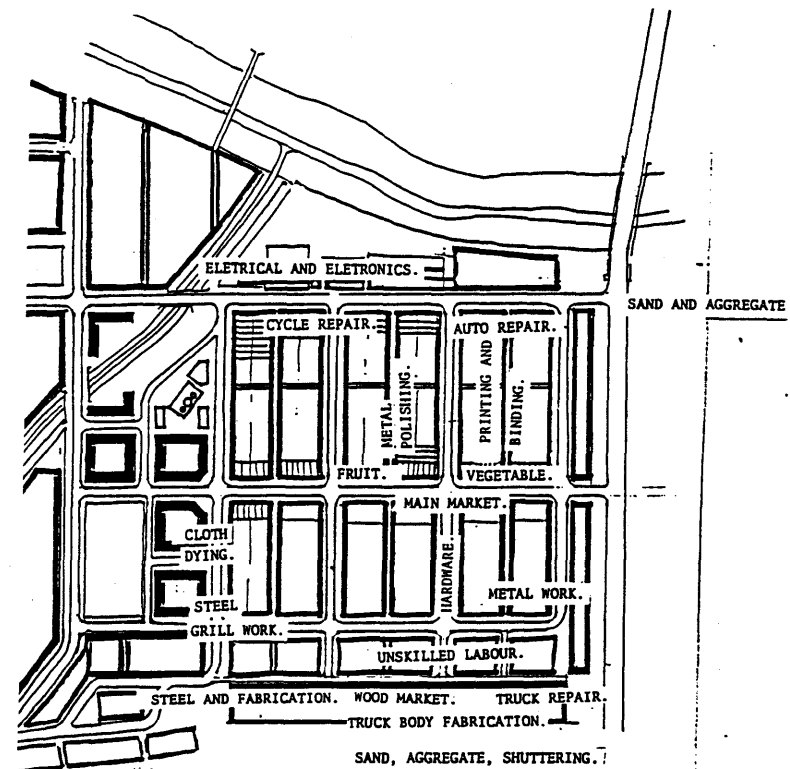 ELETRICAL AND ELETRONICS.
SAND AND AGGREGATE
CYCLE REPAIR.
AUTO REPAIR.
METAL
POLISHING.
PRINTING AND
BINDING.
FRUIT.
VEGETABLE.
MAIN MARKET.
CLOTH
DYING.
HARDWARE.
METAL WORK.
STEEL
GRILL WORK.
UNSKILLED LABOUR.
STEEL AND FABRICATION.
WOOD MARKET.
TRUCK REPAIR.
TRUCK BODY FABRICATION.
SAND, AGGREGATE, SHUTTERING.